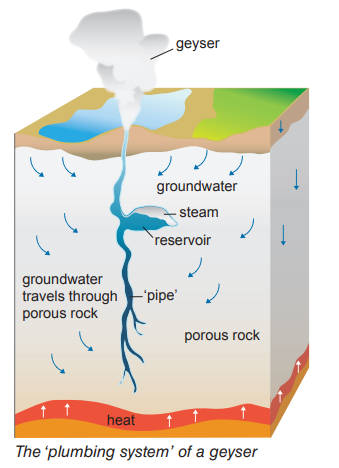 geyser
groundwater
steam
reservoir
groundwater
travels through
porous rock
'pipe'
porous rock
heat
The 'plumbing system' of a geyser